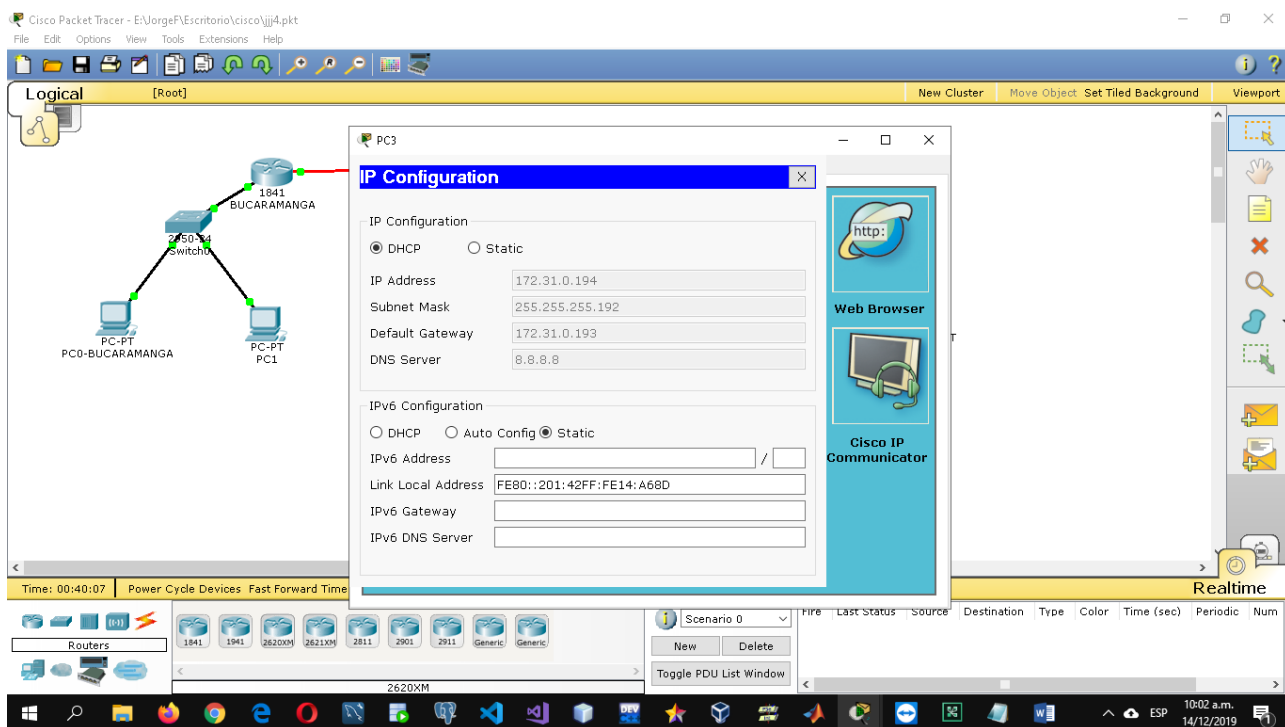 Cisco Packet Tracer - E:\JorgeF\Escritorio\cisco\jjj4.pkt
File Edit Options View Tools Extensions Help
Logical [Root] New Cluster Move Object Set Tiled Background Viewport
1841
BUCARAMANGA
2950-24
Switch0
PC-PT
PC0-BUCARAMANGA
PC-PT
PC1
PC3
IP Configuration
IP Configuration
DHCP Static
IP Address 172.31.0.194
Subnet Mask 255.255.255.192
Default Gateway 172.31.0.193
DNS Server 8.8.8.8
IPv6 Configuration
DHCP Auto Config Static
IPv6 Address /
Link Local Address FE80::201:42FF:FE14:A68D
IPv6 Gateway
IPv6 DNS Server
http:
Web Browser
Cisco IP
Communicator
T
Time: 00:40:07 Power Cycle Devices Fast Forward Time Realtime
Routers
1841 1941 2620XM 2621XM 2811 2901 2911 Generic Generic
2620XM
Scenario 0
New Delete
Toggle PDU List Window
Fire Last Status Source Destination Type Color Time (sec) Periodic Num
DEV
ESP
10:02 a.m.
14/12/2019